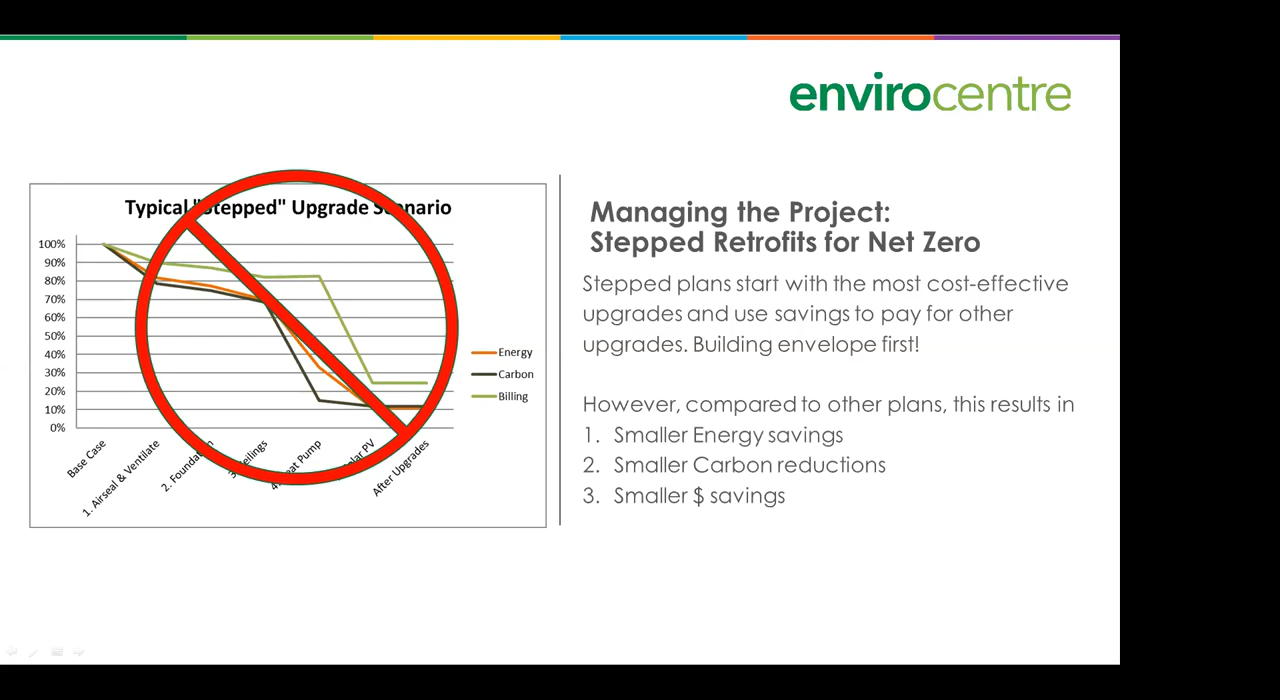 envirocentre
Typical "Stepped" Upgrade Scenario
100%
90%
80%
70%
60%
50%
40%
30%
20%
10%
0%
Base Case
1. Airseal & Ventilate
2. Foundation
3. Ceilings
4. Heat Pump
Solar PV
After Upgrades
Energy
Carbon
Billing
Managing the Project:
Stepped Retrofits for Net Zero
Stepped plans start with the most cost-effective
upgrades and use savings to pay for other
upgrades. Building envelope first!
However, compared to other plans, this results in
1. Smaller Energy savings
2. Smaller Carbon reductions
3. Smaller $ savings